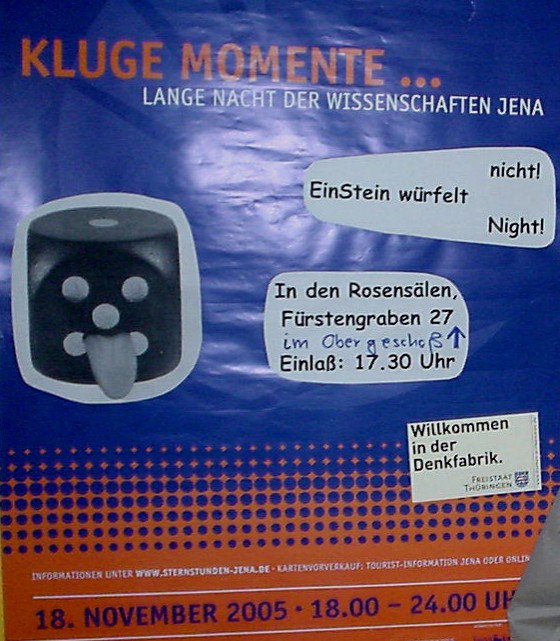 KLUGE MOMENTE ...
LANGE NACHT DER WISSENSCHAFTEN JENA
nicht!
EinStein würfelt
Night!
In den Rosensälen,
Fürstengraben 27
im Obergeschoß ↑
Einlaß: 17.30 Uhr
Willkommen
in der
Denkfabrik.
FREISTAAT
THÜRINGEN
INFORMATIONEN UNTER WWW.STERNSTUNDEN-JENA.DE · KARTENVORVERKAUF: TOURIST-INFORMATION JENA ODER ONLIN
18. NOVEMBER 2005 · 18.00 – 24.00 UH